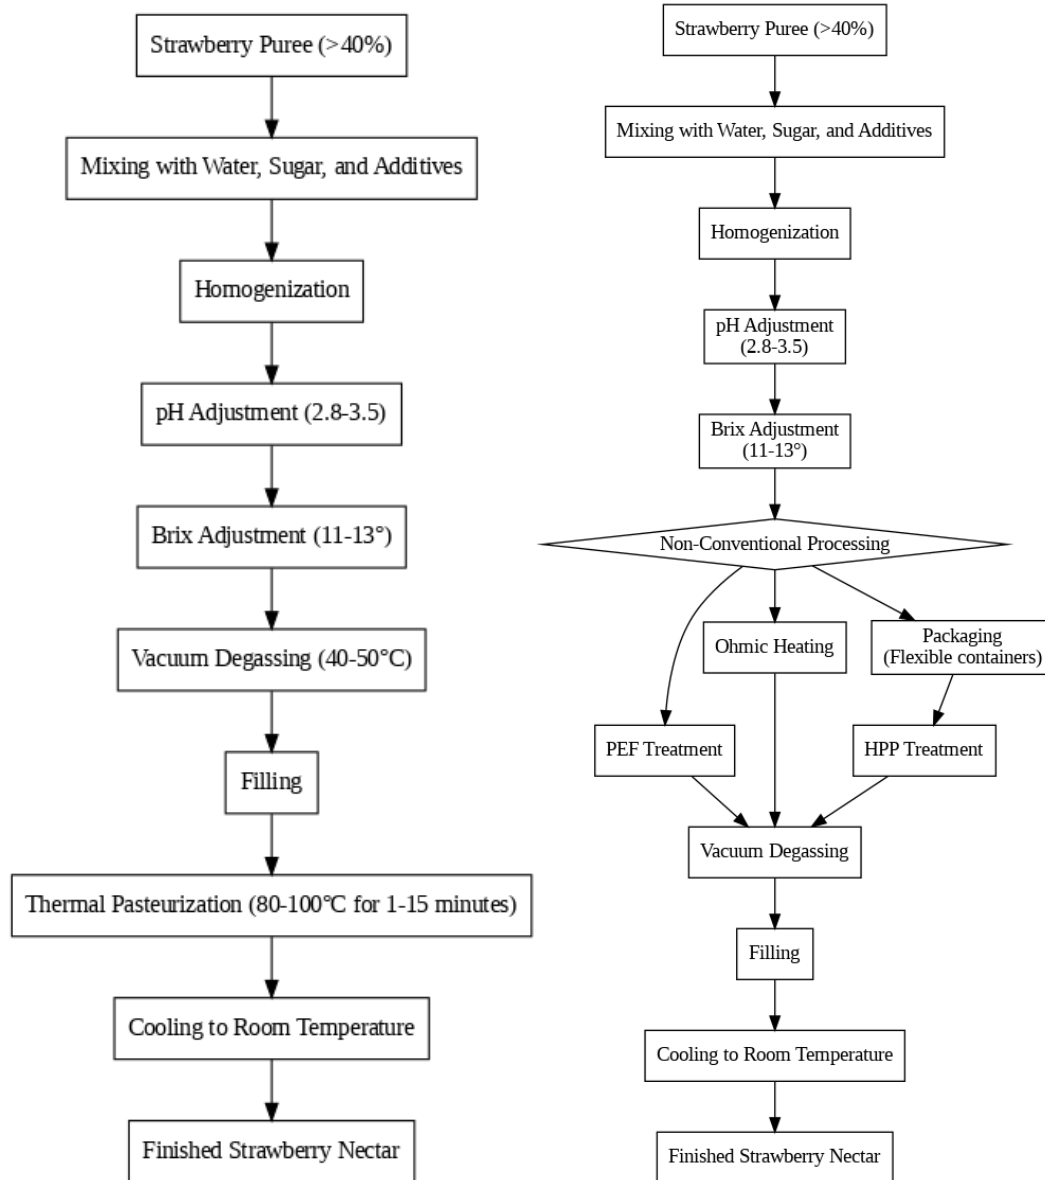 Strawberry Puree (>40%)
Mixing with Water, Sugar, and Additives
Homogenization
pH Adjustment (2.8-3.5)
Brix Adjustment (11-13°)
Vacuum Degassing (40-50°C)
Filling
Thermal Pasteurization (80-100°C for 1-15 minutes)
Cooling to Room Temperature
Finished Strawberry Nectar
Strawberry Puree (>40%)
Mixing with Water, Sugar, and Additives
Homogenization
pH Adjustment
(2.8-3.5)
Brix Adjustment
(11-13°)
Non-Conventional Processing
Ohmic Heating
Packaging
(Flexible containers)
PEF Treatment
HPP Treatment
Vacuum Degassing
Filling
Cooling to Room Temperature
Finished Strawberry Nectar